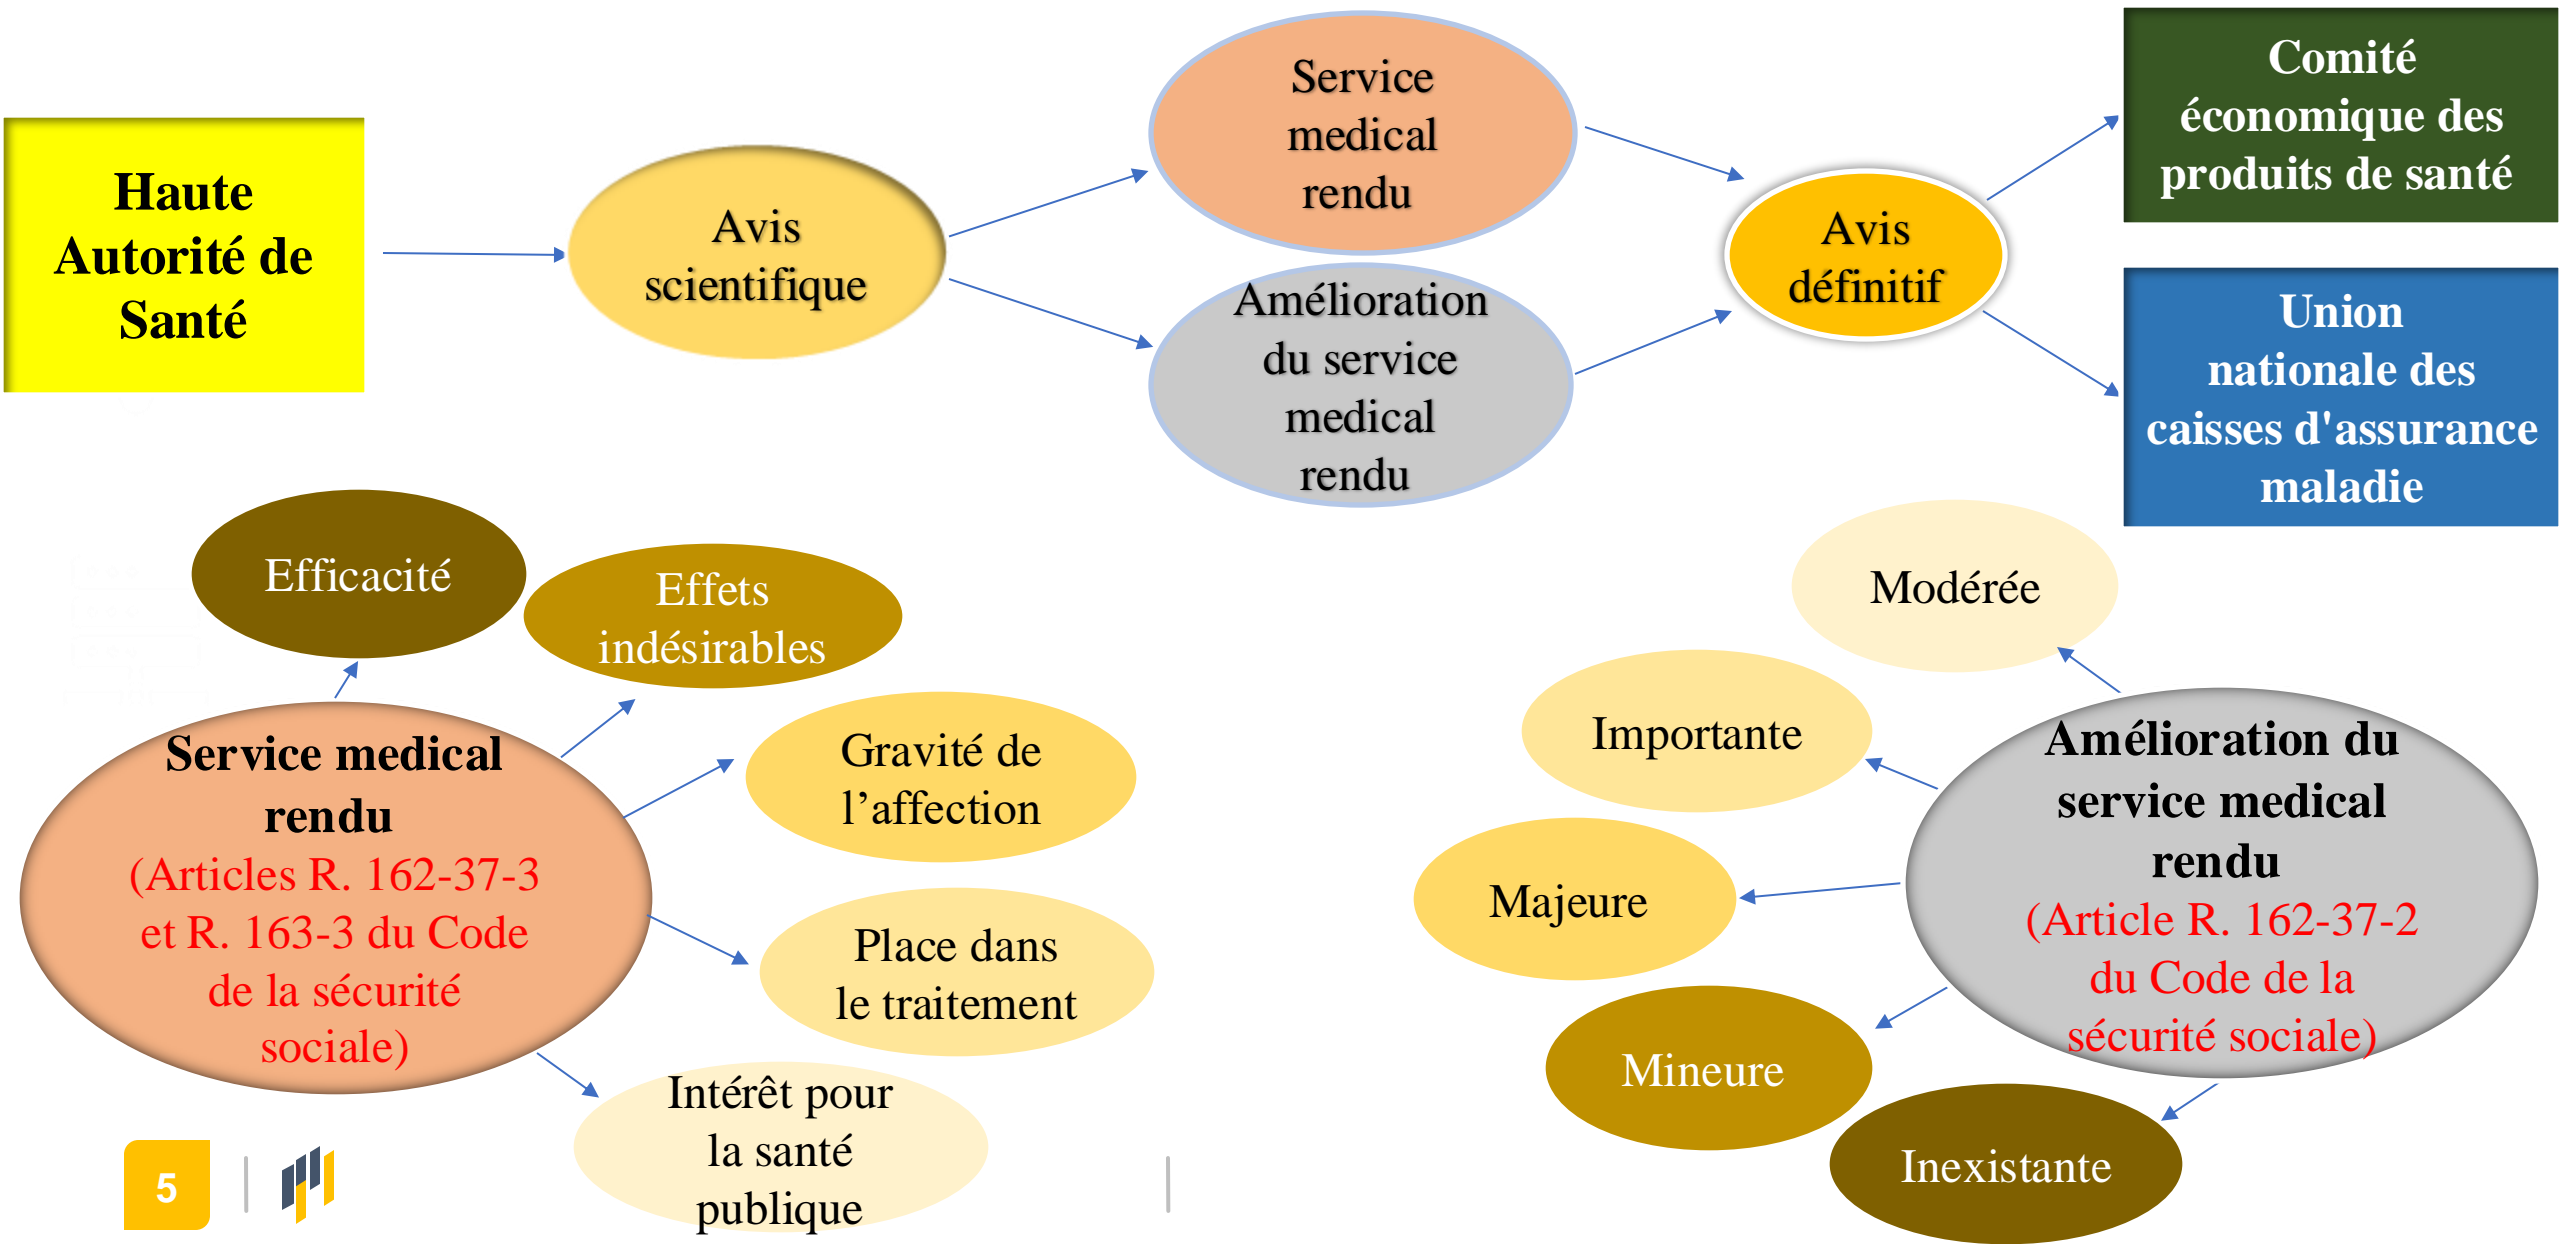 Haute
Autorité de
Santé
Avis
scientifique
Service
medical
rendu
Amélioration
du service
medical
rendu
Avis
définitif
Comité
économique des
produits de santé
Union
nationale des
caisses d'assurance
maladie
Efficacité
Effets
indésirables
Gravité de
l’affection
Place dans
le traitement
Intérêt pour
la santé
publique
Service medical
rendu
(Articles R. 162-37-3
et R. 163-3 du Code
de la sécurité
sociale)
Modérée
Importante
Majeure
Mineure
Inexistante
Amélioration du
service medical
rendu
(Article R. 162-37-2
du Code de la
sécurité sociale)
5